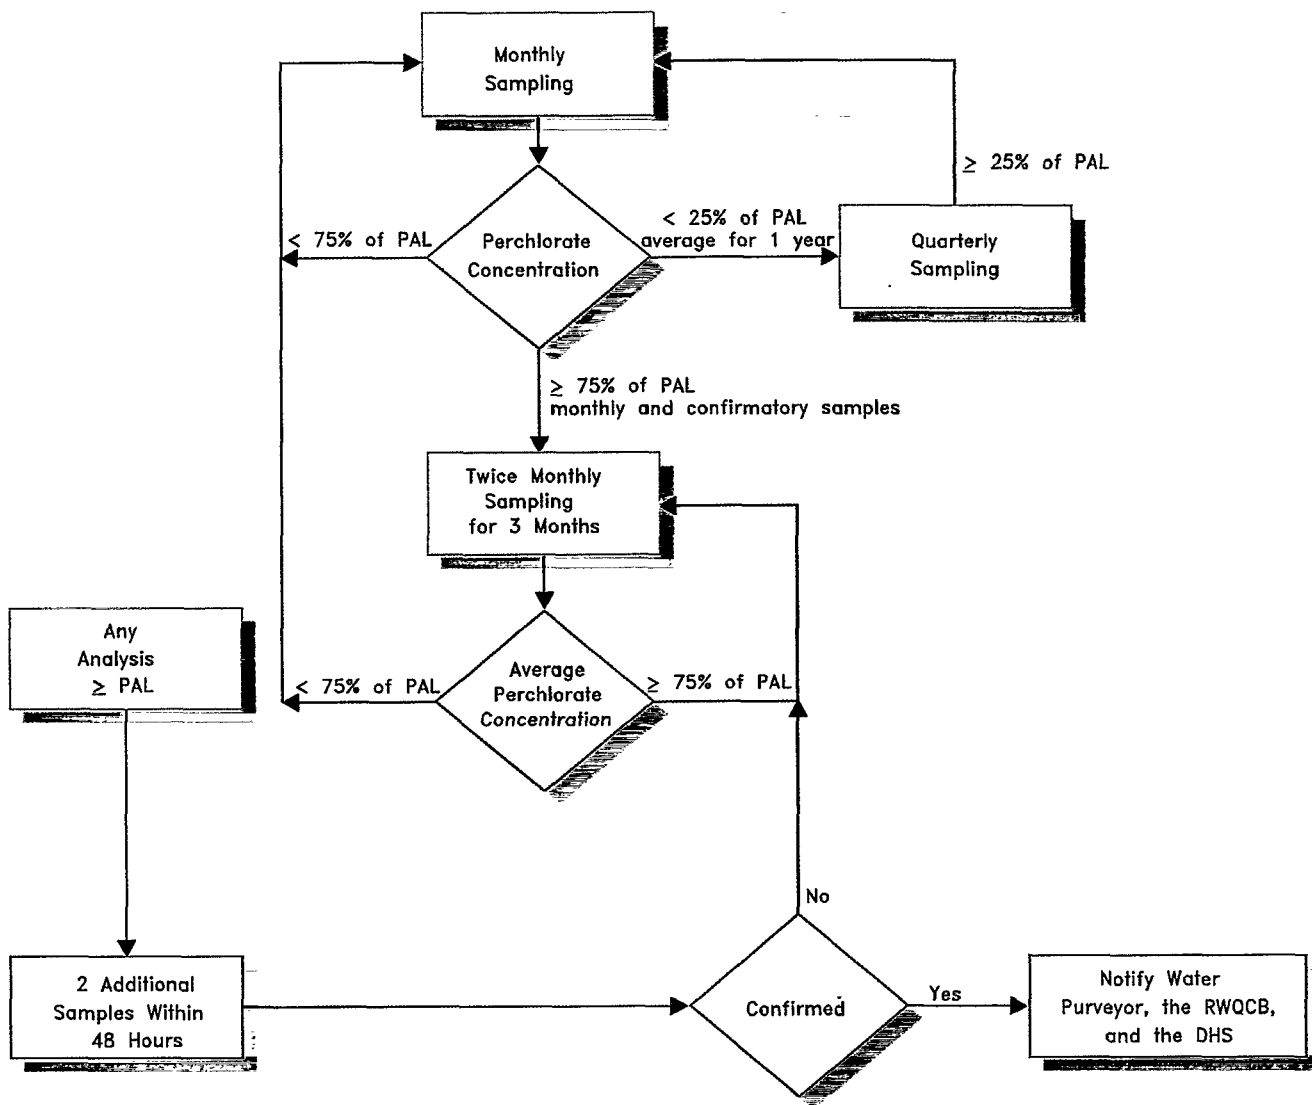 Monthly
Sampling
≥ 25% of PAL
< 75% of PAL
Perchlorate
Concentration
< 25% of PAL
average for 1 year
Quarterly
Sampling
≥ 75% of PAL
monthly and confirmatory samples
Twice Monthly
Sampling
for 3 Months
Any
Analysis
≥ PAL
< 75% of PAL
Average
Perchlorate
Concentration
≥ 75% of PAL
No
2 Additional
Samples Within
48 Hours
Confirmed
Yes
Notify Water
Purveyor, the RWQCB,
and the DHS